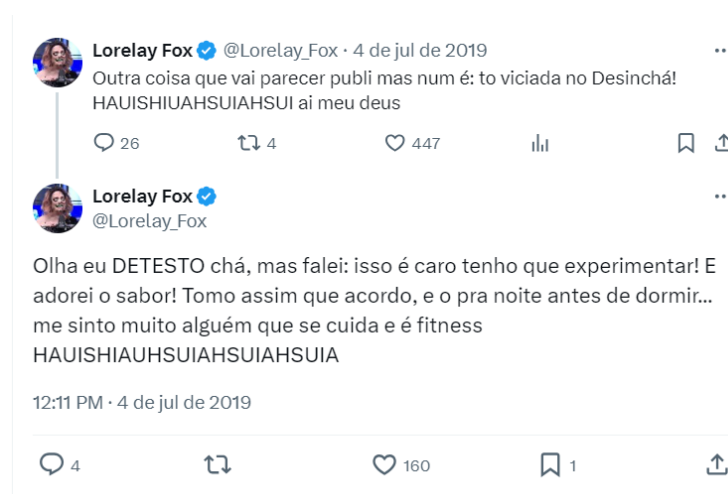 Lorelay Fox @Lorelay_Fox · 4 de jul de 2019
Outra coisa que vai parecer publi mas num é: to viciada no Desinchá!
HAUISHIUAHSUIAHSUI ai meu deus
26 4 447
Lorelay Fox
@Lorelay_Fox
Olha eu DETESTO chá, mas falei: isso é caro tenho que experimentar! E
adorei o sabor! Tomo assim que acordo, e o pra noite antes de dormir...
me sinto muito alguém que se cuida e é fitness
HAUISHIAUHSUIAHSUIAHSUIA
12:11 PM · 4 de jul de 2019
4 160 1